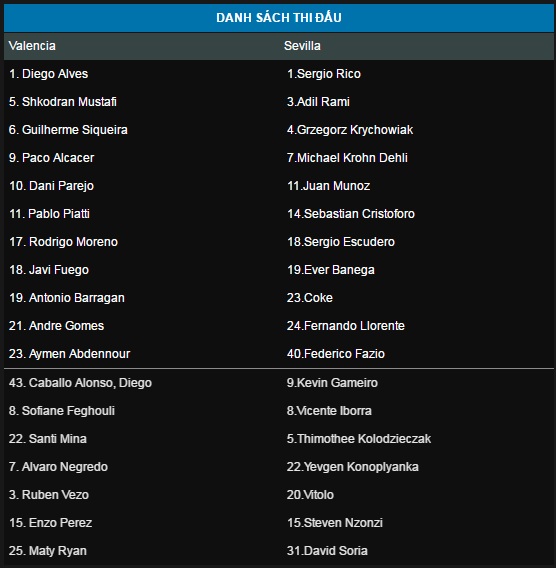 DANH SÁCH THI ĐẤU
Valencia Sevilla
1. Diego Alves 1.Sergio Rico
5. Shkodran Mustafi 3.Adil Rami
6. Guilherme Siqueira 4.Grzegorz Krychowiak
9. Paco Alcacer 7.Michael Krohn Dehli
10. Dani Parejo 11.Juan Munoz
11. Pablo Piatti 14.Sebastian Cristoforo
17. Rodrigo Moreno 18.Sergio Escudero
18. Javi Fuego 19.Ever Banega
19. Antonio Barragan 23.Coke
21. Andre Gomes 24.Fernando Llorente
23. Aymen Abdennour 40.Federico Fazio
43. Caballo Alonso, Diego 9.Kevin Gameiro
8. Sofiane Feghouli 8.Vicente Iborra
22. Santi Mina 5.Thimothee Kolodzieczak
7. Alvaro Negredo 22.Yevgen Konoplyanka
3. Ruben Vezo 20.Vitolo
15. Enzo Perez 15.Steven Nzonzi
25. Maty Ryan 31.David Soria